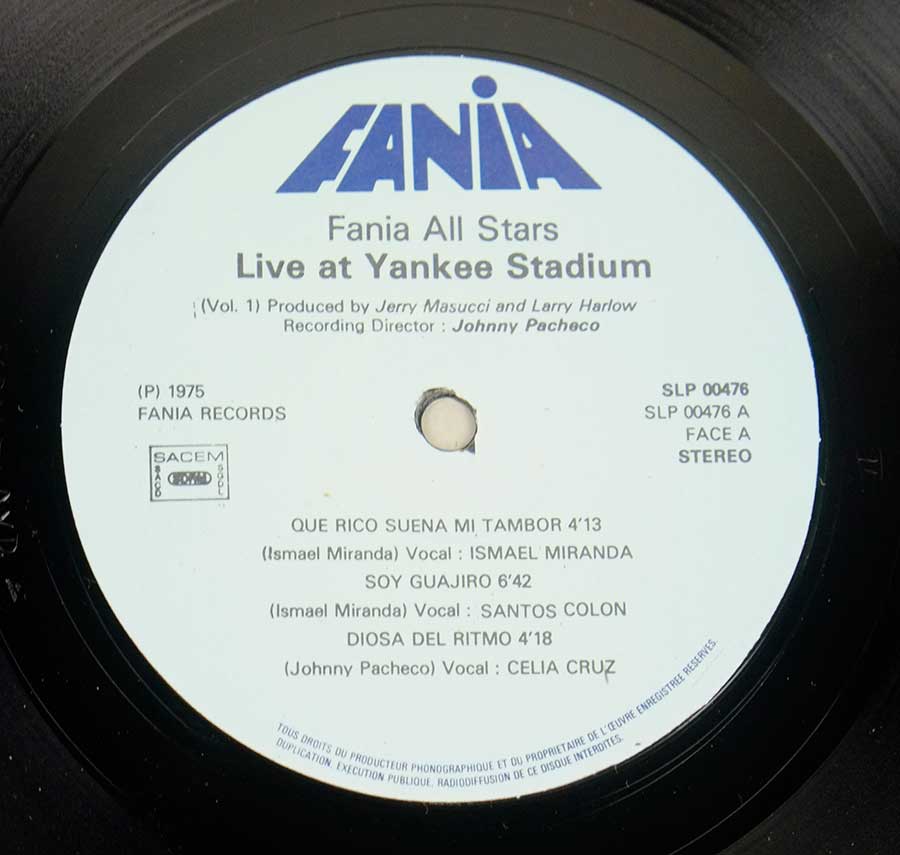 FANiA
Fania All Stars
Live at Yankee Stadium
(Vol. 1) Produced by Jerry Masucci and Larry Harlow
Recording Director : Johnny Pacheco
(P) 1975
FANIA RECORDS
SLP 00476
SLP 00476 A
FACE A
STEREO
SACEM
SACD
SDRM
SGDL
QUE RICO SUENA MI TAMBOR 4'13
(Ismael Miranda) Vocal : ISMAEL MIRANDA
SOY GUAJIRO 6'42
(Ismael Miranda) Vocal : SANTOS COLON
DIOSA DEL RITMO 4'18
(Johnny Pacheco) Vocal : CELIA CRUZ
TOUS DROITS DU PRODUCTEUR PHONOGRAPHIQUE ET DU PROPRIETAIRE DE L'ŒUVRE ENREGISTREE RESERVES.
DUPLICATION, EXECUTION PUBLIQUE, RADIODIFFUSION DE CE DISQUE INTERDITES.